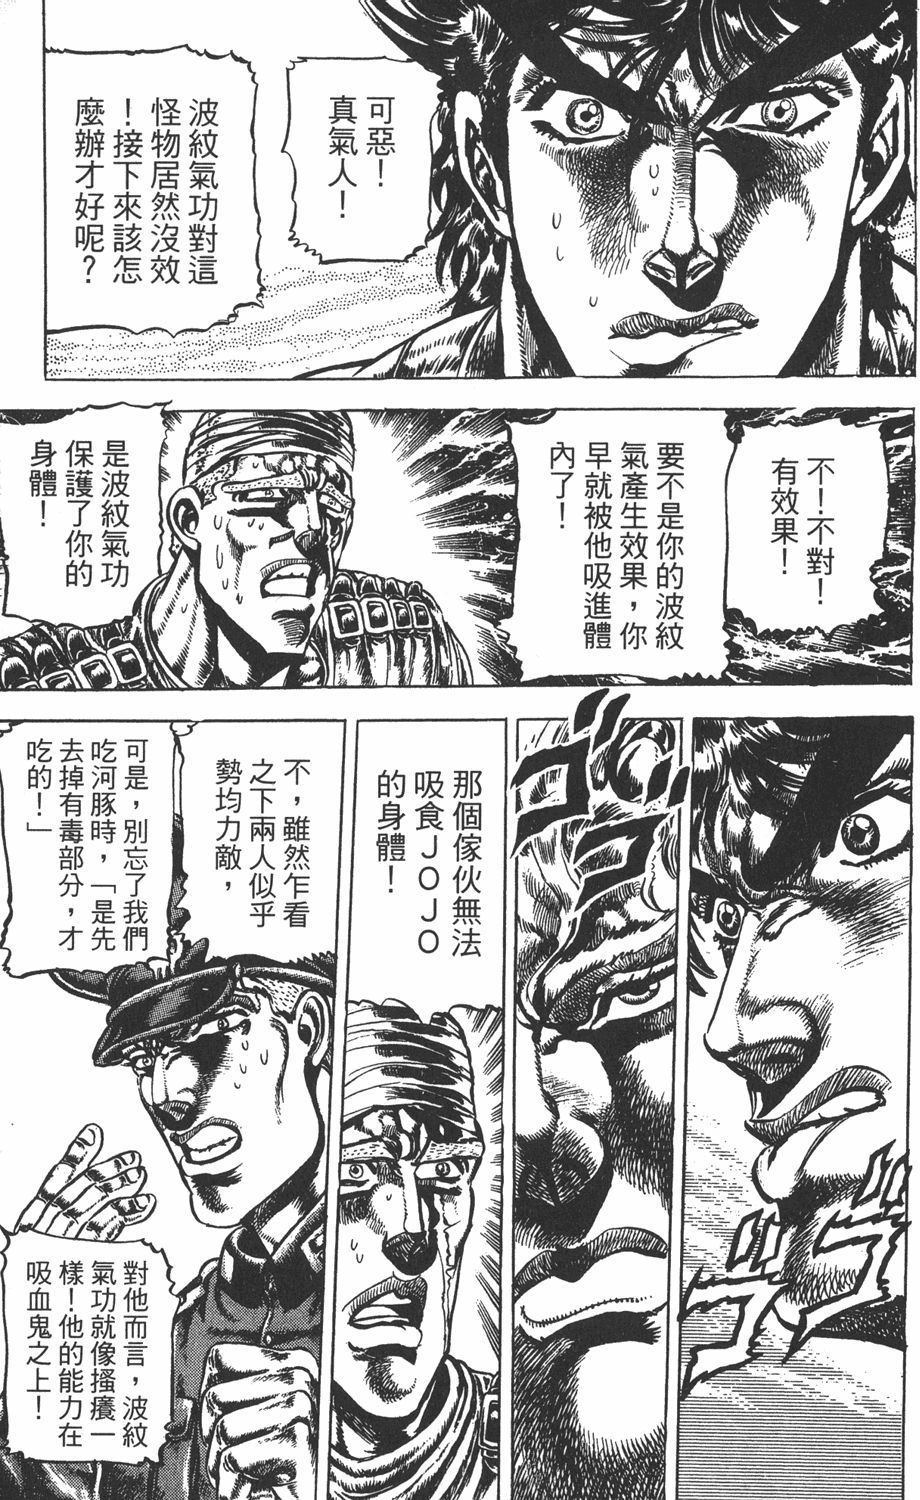 可惡！
真氣人！
波紋氣功對這
怪物居然沒效
！接下來該怎
麼辦才好呢？
不！不對！
有效果！
要不是你的波紋
氣產生效果，你
早就被他吸進體
內了！
是波紋氣功
保護了你的
身體！
ゴゴ
ゴゴ
那個傢伙無法
吸食ＪＯＪＯ
的身體！
不，雖然乍看
之下兩人似乎
勢均力敵，
可是，別忘了我們
吃河豚時，「是先
去掉有毒部分，才
吃的！」
對他而言，波紋
氣功就像搔癢一
樣！他的能力在
吸血鬼之上！